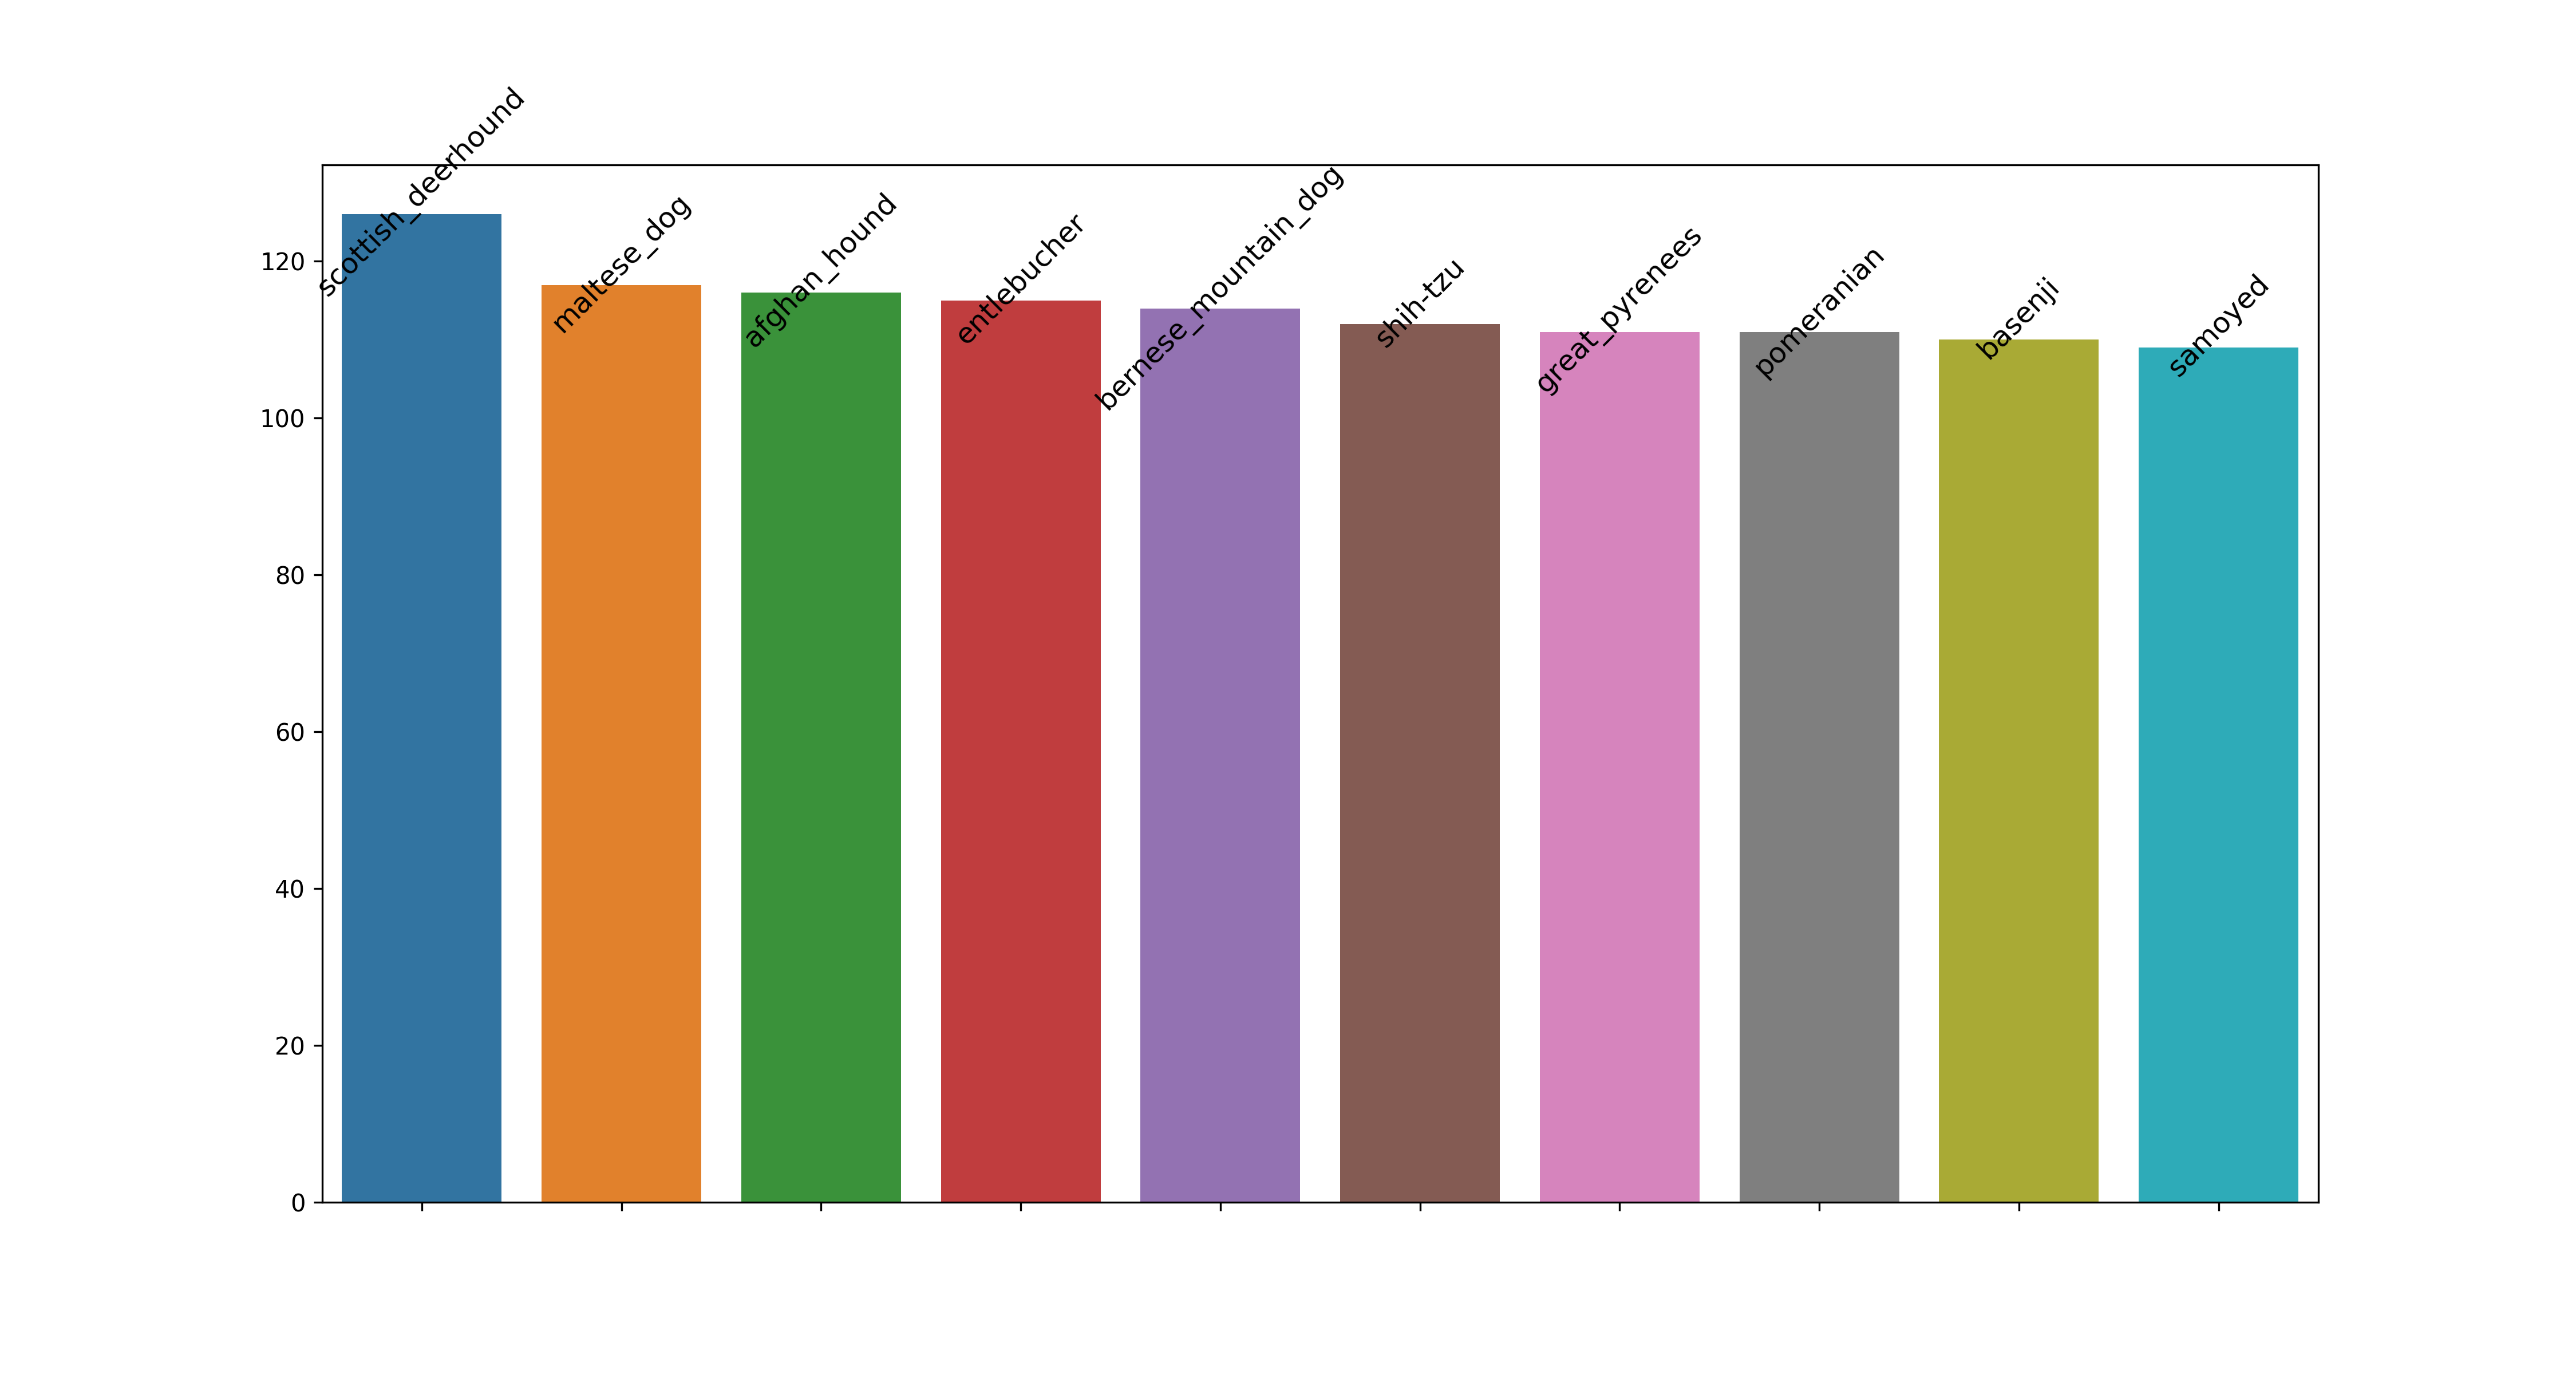 scottish_deerhound
maltese_dog
afghan_hound
entlebucher
bernese_mountain_dog
shih-tzu
great_pyrenees
pomeranian
basenji
samoyed
120
100
80
60
40
20
0